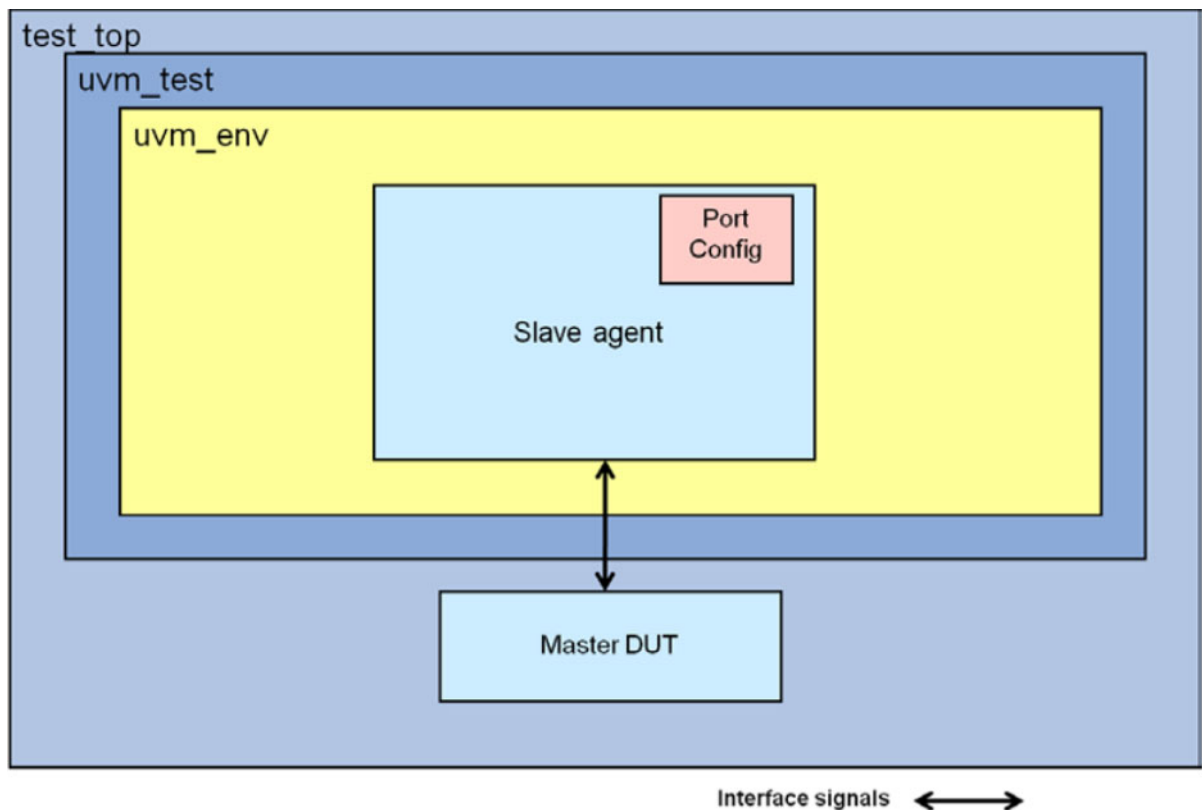 test_top
uvm_test
uvm_env
Port
Config
Slave agent
Master DUT
Interface signals